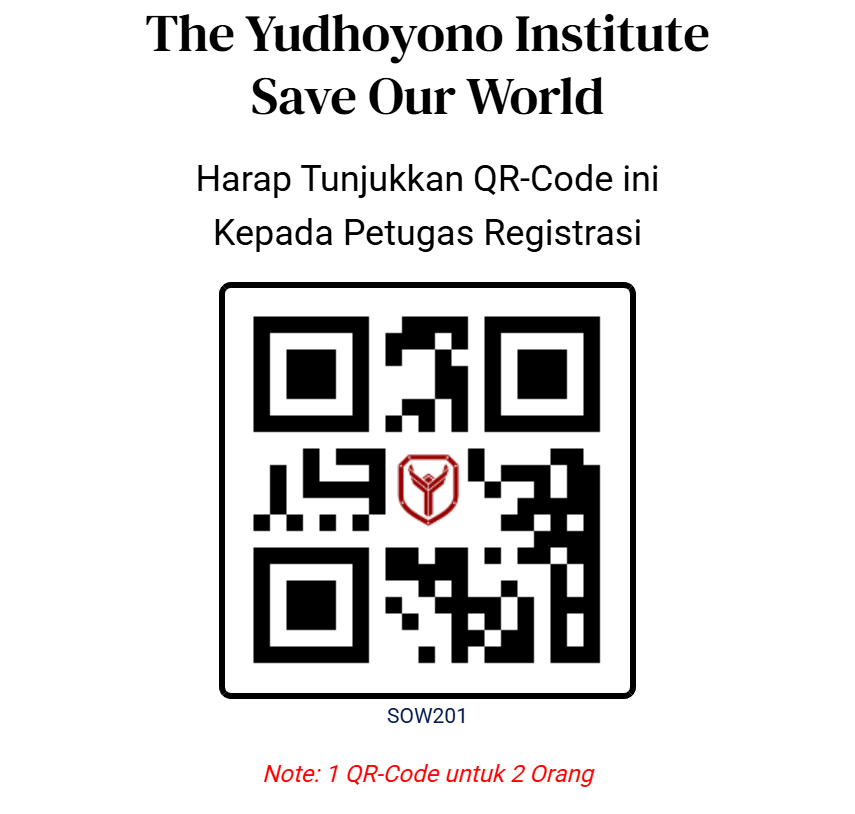 The Yudhoyono Institute
Save Our World
Harap Tunjukkan QR-Code ini
Kepada Petugas Registrasi
SOW201
Note: 1 QR-Code untuk 2 Orang